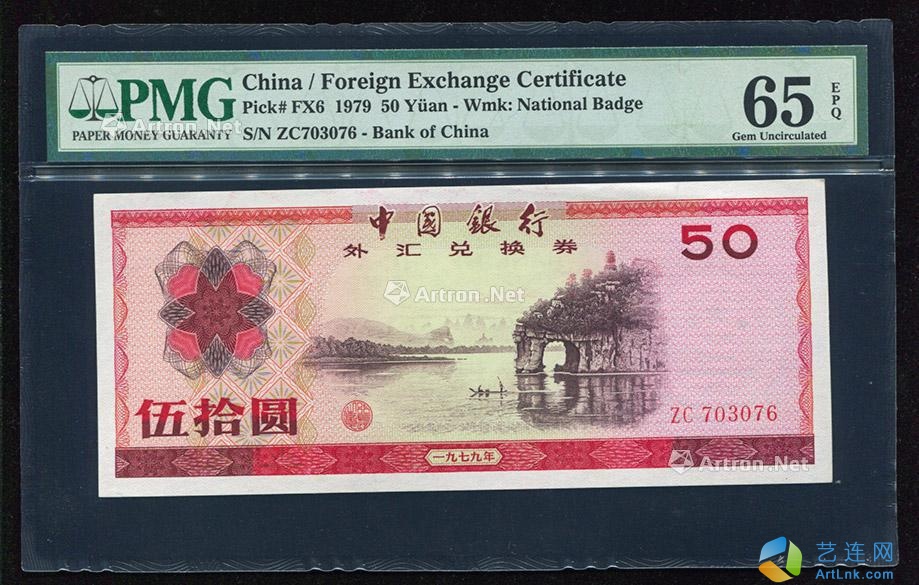 PMG
PAPER MONEY GUARANTY
China / Foreign Exchange Certificate
Pick# FX6 1979 50 Yüan - Wmk: National Badge
S/N ZC703076 - Bank of China
65
EPQ
Gem Uncirculated
Artron.Net
中國銀行
外汇兑换券
50
Artron.Net
伍拾圆
ZC 703076
一九七九年
Artron.Net
艺连网
ArtLnk.com